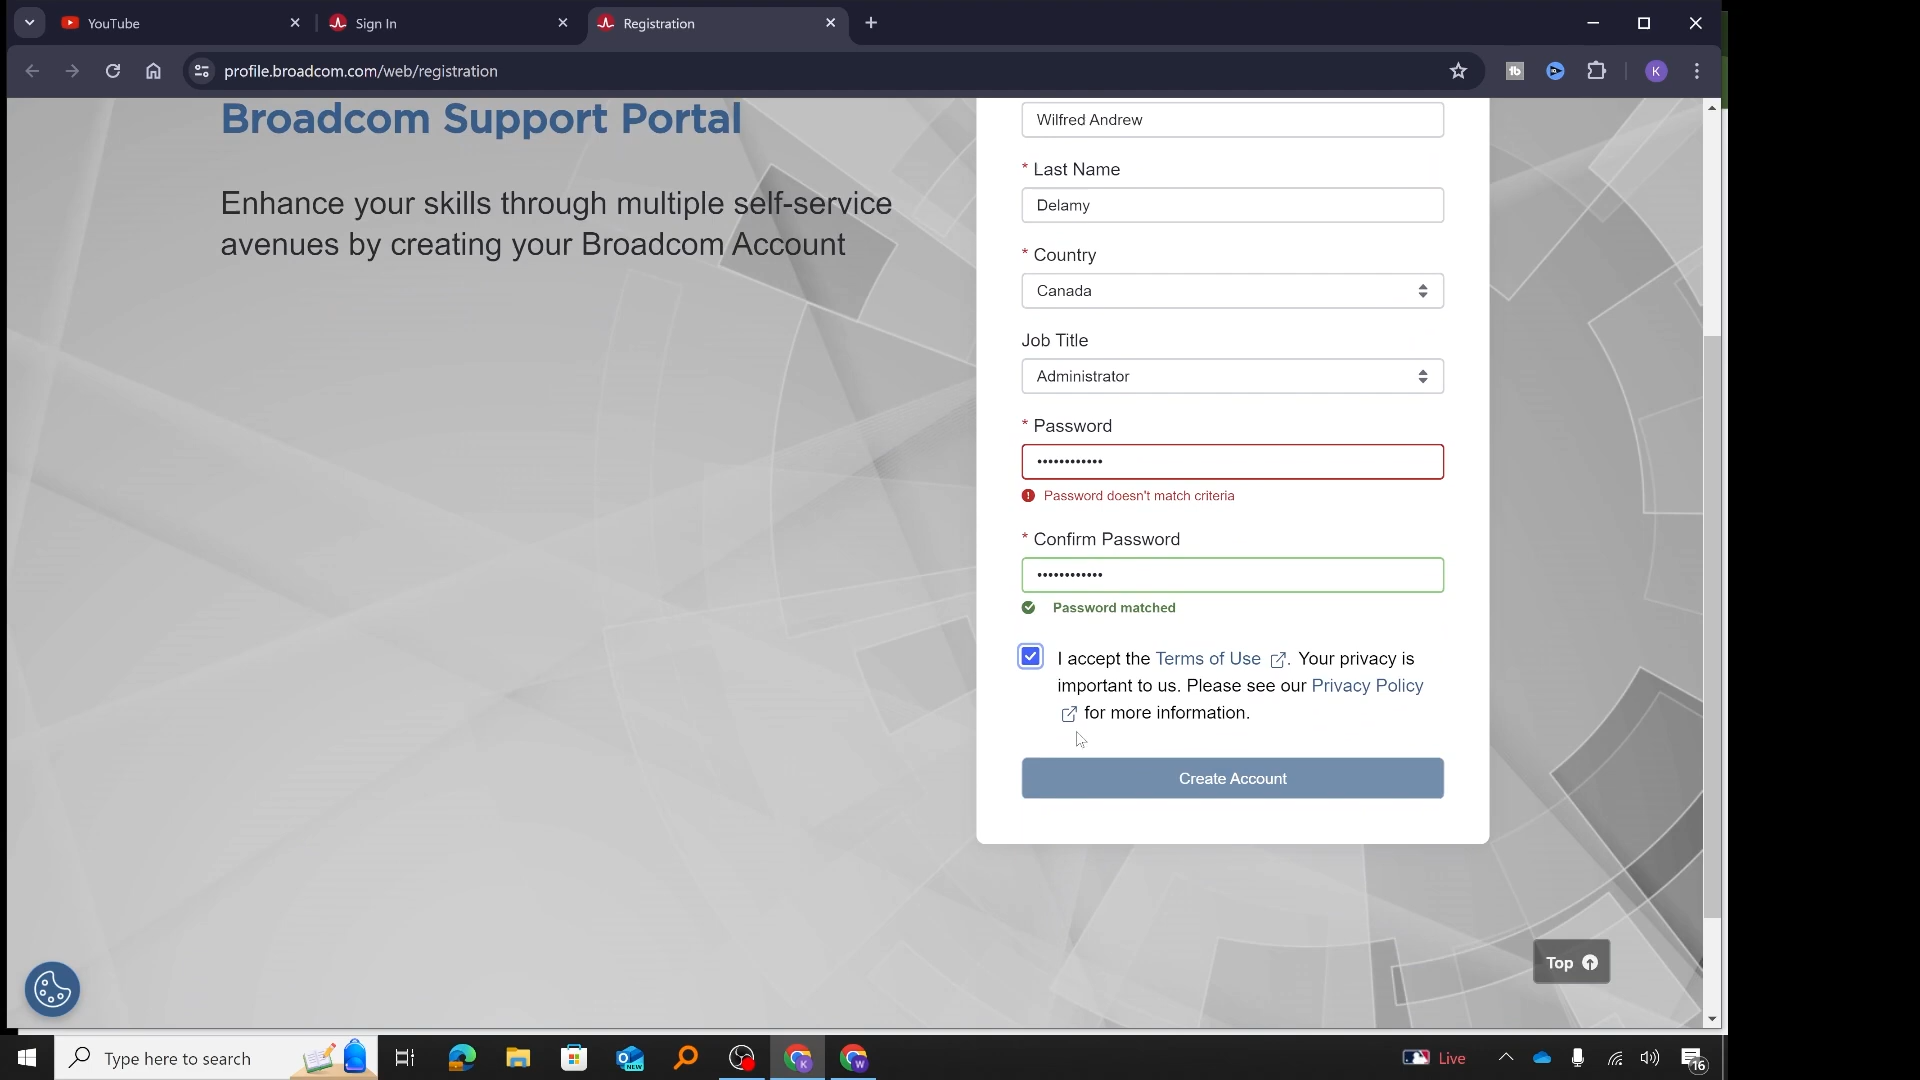 YouTube
Sign In
Registration
profile.broadcom.com/web/registration
tb
K
Broadcom Support Portal
Enhance your skills through multiple self-service
avenues by creating your Broadcom Account
Wilfred Andrew
* Last Name
Delamy
* Country
Canada
Job Title
Administrator
* Password
••••••••••••
Password doesn't match criteria
* Confirm Password
••••••••••••
Password matched
I accept the Terms of Use . Your privacy is
important to us. Please see our Privacy Policy
for more information.
Create Account
Top
Type here to search
NEW
K
W
Live
16